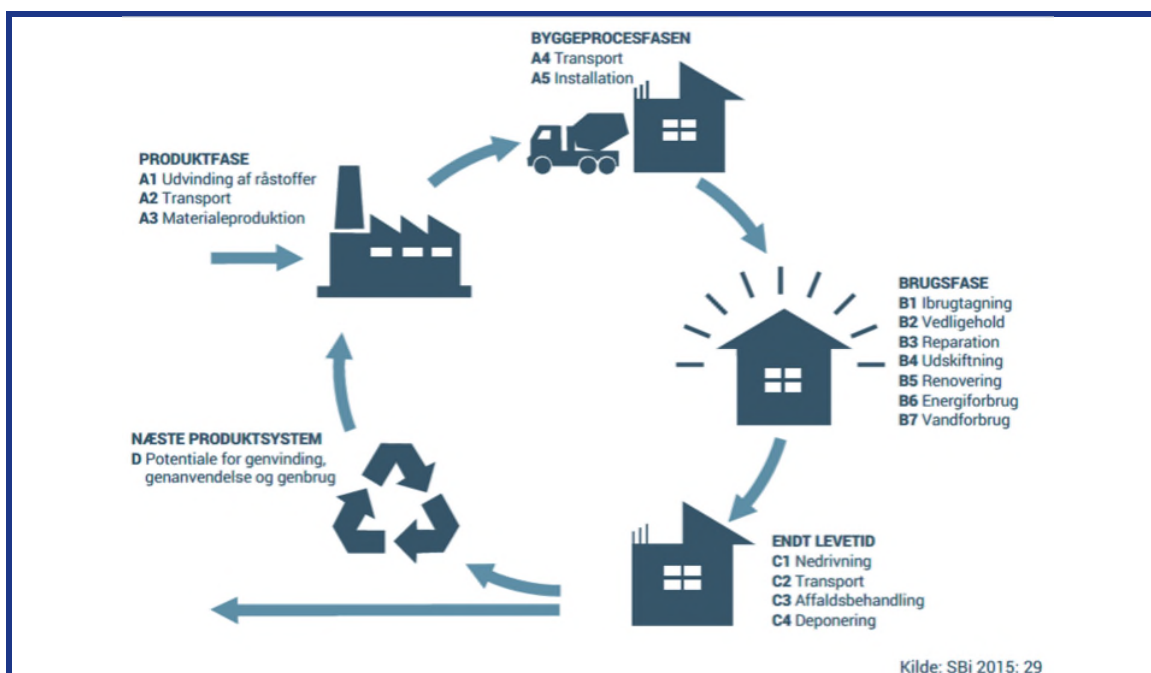 BYGGEPROCESFASEN
A4 Transport
A5 Installation
PRODUKTFASE
A1 Udvinding af råstoffer
A2 Transport
A3 Materialeproduktion
BRUGSFASE
B1 Ibrugtagning
B2 Vedligehold
B3 Reparation
B4 Udskiftning
B5 Renovering
B6 Energiforbrug
B7 Vandforbrug
NÆSTE PRODUKTSYSTEM
D Potentiale for genvinding,
genanvendelse og genbrug
ENDT LEVETID
C1 Nedrivning
C2 Transport
C3 Affaldsbehandling
C4 Deponering
Kilde: SBi 2015: 29